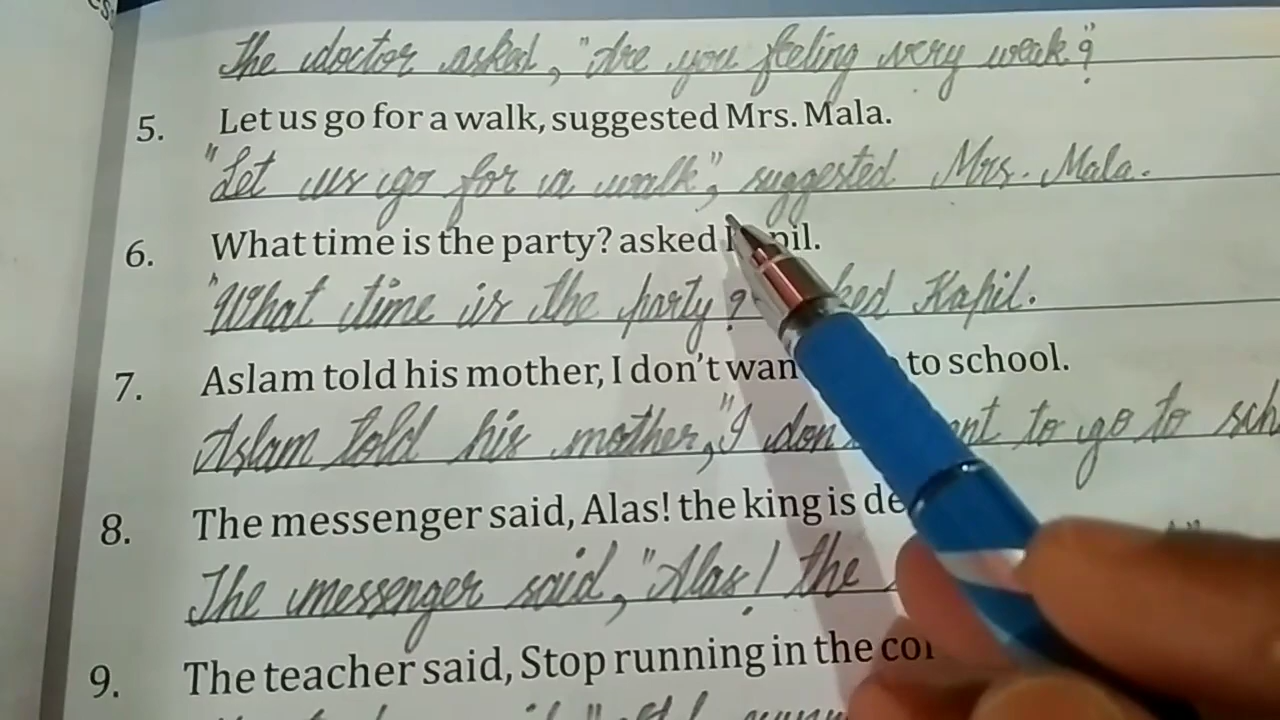 The doctor asked, "Are you feeling very weak?"
5. Let us go for a walk, suggested Mrs. Mala.
"Let us go for a walk", suggested Mrs. Mala.
6. What time is the party? asked
"What time is the party? Kapil.
7. Aslam told his mother, I don't to school.
Aslam told his mother, "I to go to
8. The messenger said, Alas! the king is
The messenger said, "Alas! the
9. The teacher said, Stop running in the